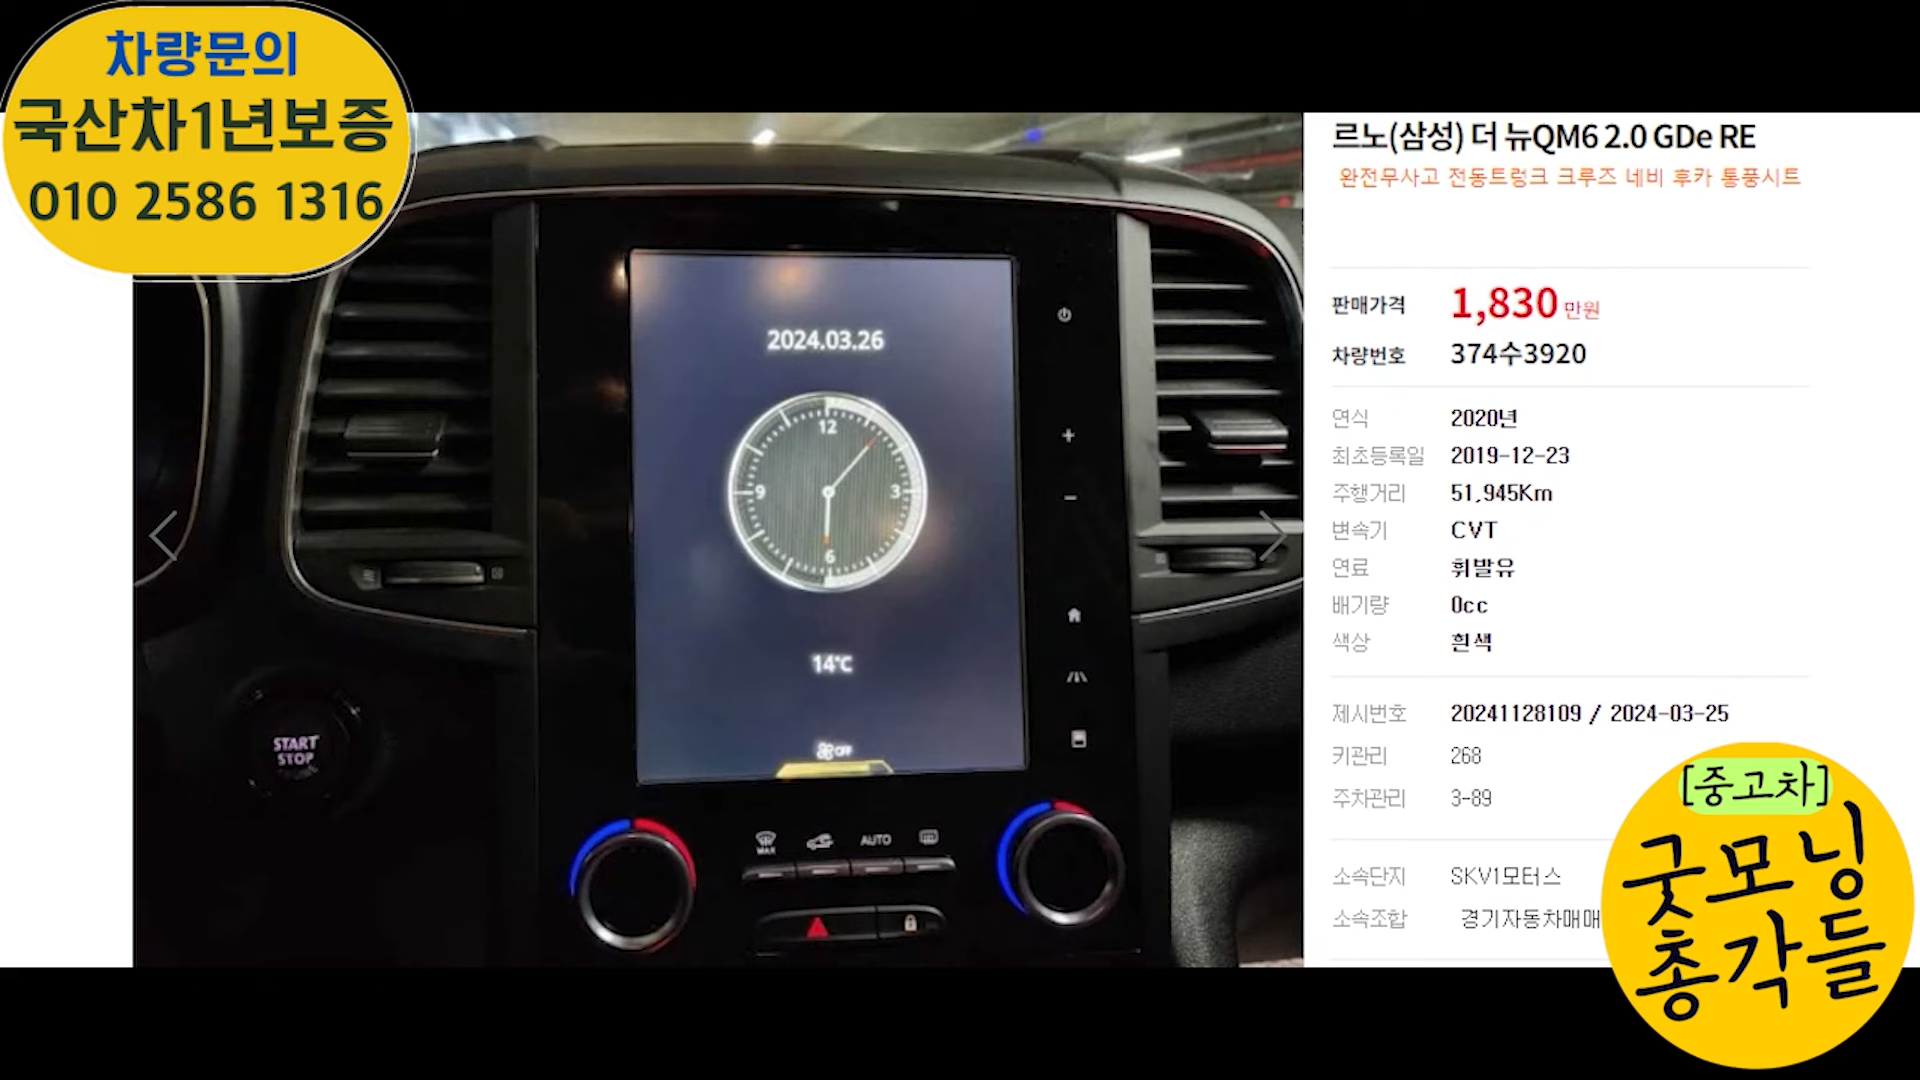 차량문의
국산차1년보증
010 2586 1316
2024.03.26
12
9
3
6
14℃
OFF
START
STOP
MAX
AUTO
르노(삼성) 더 뉴QM6 2.0 GDe RE
완전무사고 전동트렁크 크루즈 네비 후카 통풍시트
판매가격 1,830 만원
차량번호 374수3920
연식 2020년
최초등록일 2019-12-23
주행거리 51,945Km
변속기 CVT
연료 휘발유
배기량 0cc
색상 흰색
제시번호 20241128109 / 2024-03-25
키관리 268
주차관리 3-89
소속단지 SKV1모터스
소속조합 경기자동차매매
[중고차]
굿모닝
총각들